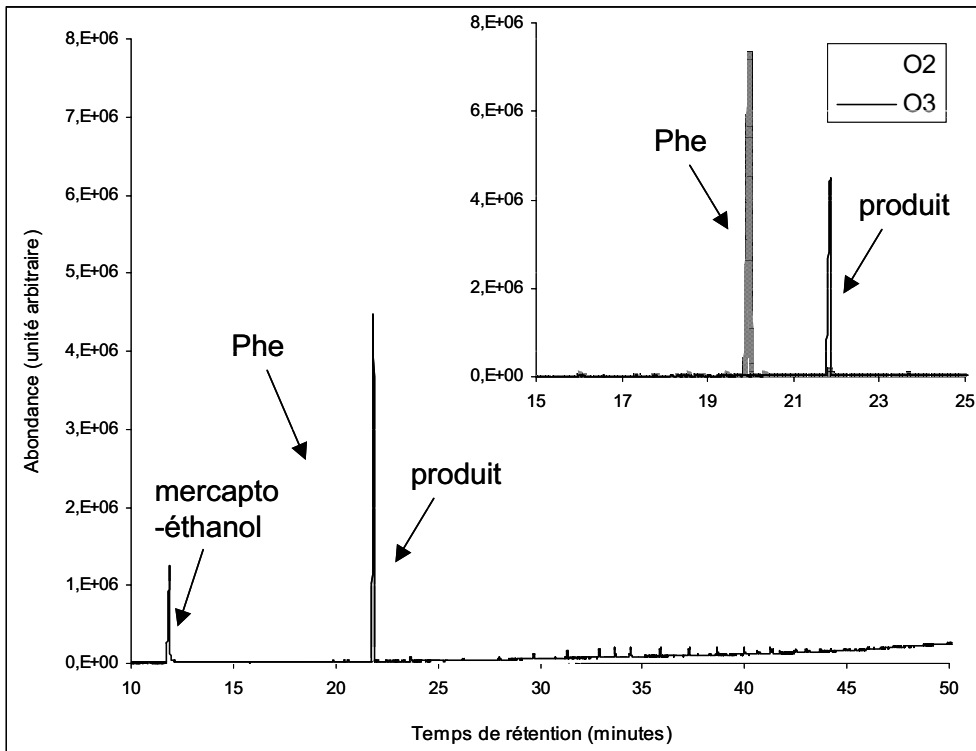 8,E+06
7,E+06
6,E+06
5,E+06
4,E+06
3,E+06
2,E+06
1,E+06
0,E+00
10
15
20
25
30
35
40
45
50
Abondance (unité arbitraire)
Temps de rétention (minutes)
mercapto
-éthanol
Phe
produit
8,E+06
6,E+06
4,E+06
2,E+06
0,E+00
15
17
19
21
23
25
Phe
produit
O2
O3